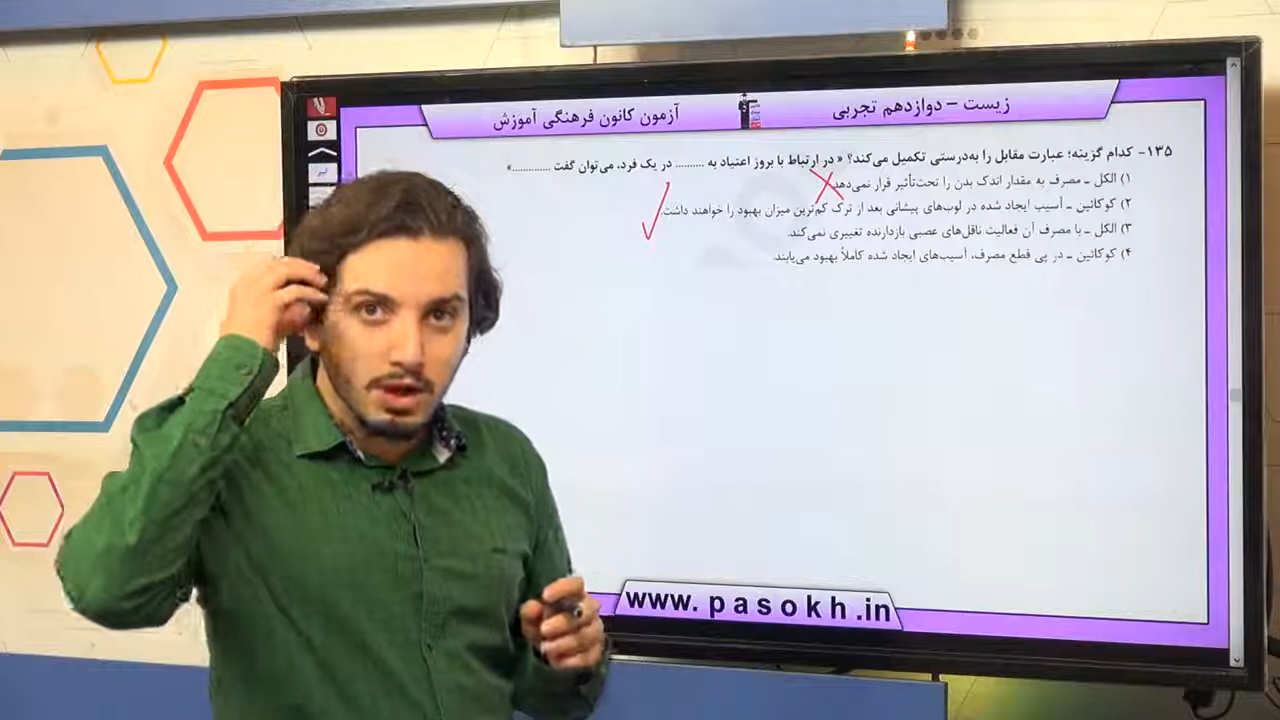 زیست – دوازدهم تجربی
آزمون کانون فرهنگی آموزش
۱۳۵- کدام گزینه؛ عبارت مقابل را به‌درستی تکمیل می‌کند؟ « در ارتباط با بروز اعتیاد به .......... در یک فرد، می‌توان گفت ..............»
۱) الکل ـ مصرف به مقدار اندک بدن را تحت‌تأثیر قرار نمی‌دهد.
۲) کوکائین ـ آسیب ایجاد شده در لوب‌های پیشانی بعد از ترک کم‌ترین میزان بهبود را خواهند داشت.
۳) الکل ـ با مصرف آن فعالیت ناقل‌های عصبی بازدارنده تغییری نمی‌کند.
۴) کوکائین ـ در پی قطع مصرف، آسیب‌های ایجاد شده کاملاً بهبود می‌یابند.
www.pasokh.in